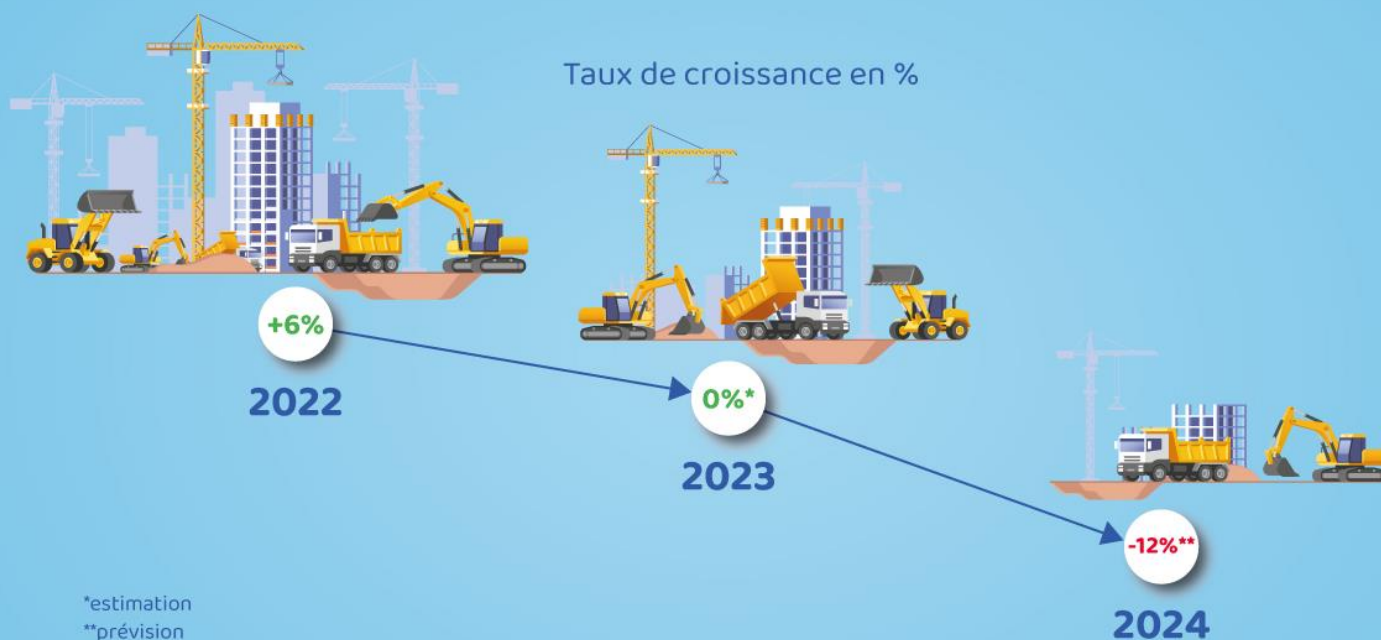 Taux de croissance en %
+6%
2022
0%*
2023
-12%**
2024
*estimation
**prévision